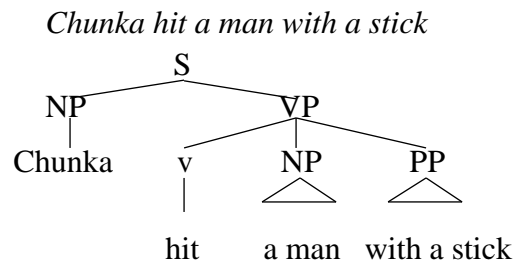 Chunka hit a man with a stick
S
NP VP
Chunka v NP PP
hit a man with a stick